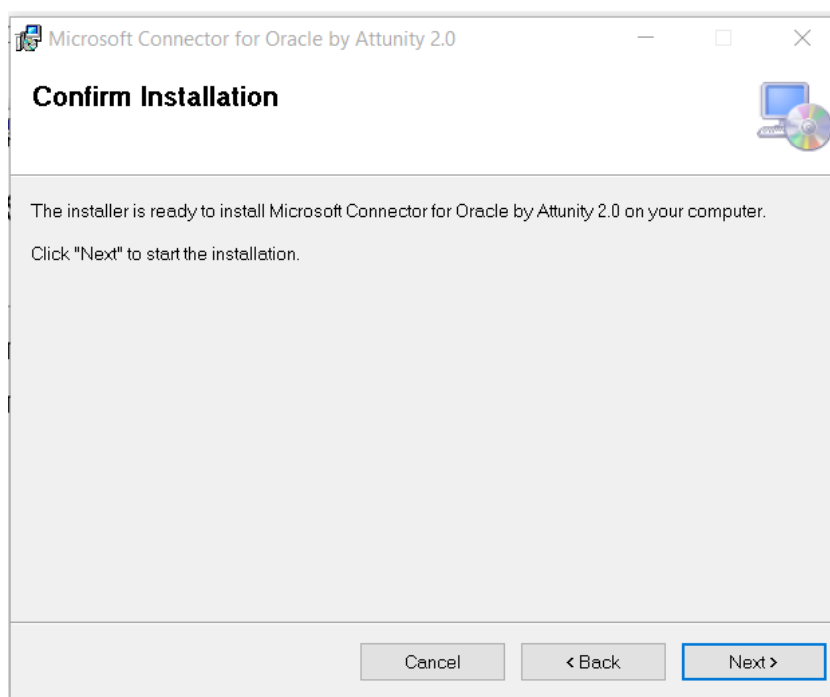 Microsoft Connector for Oracle by Attunity 2.0
Confirm Installation
The installer is ready to install Microsoft Connector for Oracle by Attunity 2.0 on your computer.
Click "Next" to start the installation.
Cancel
< Back
Next >